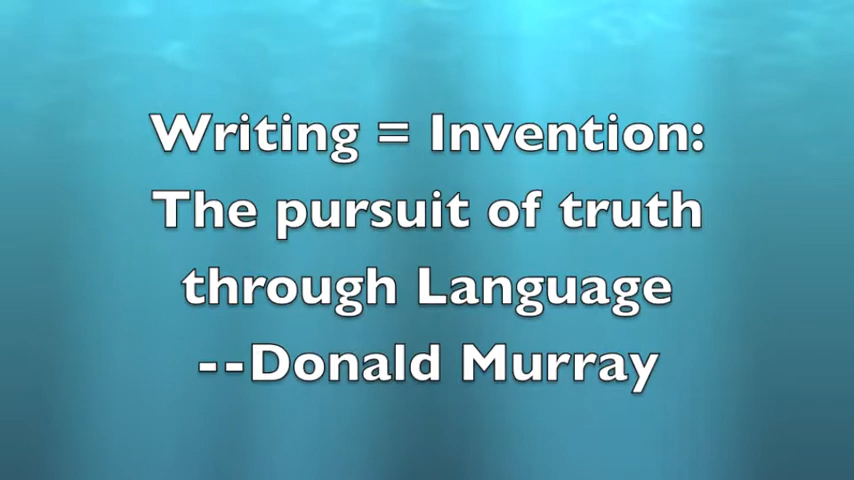 Writing = Invention:
The pursuit of truth
through Language
--Donald Murray